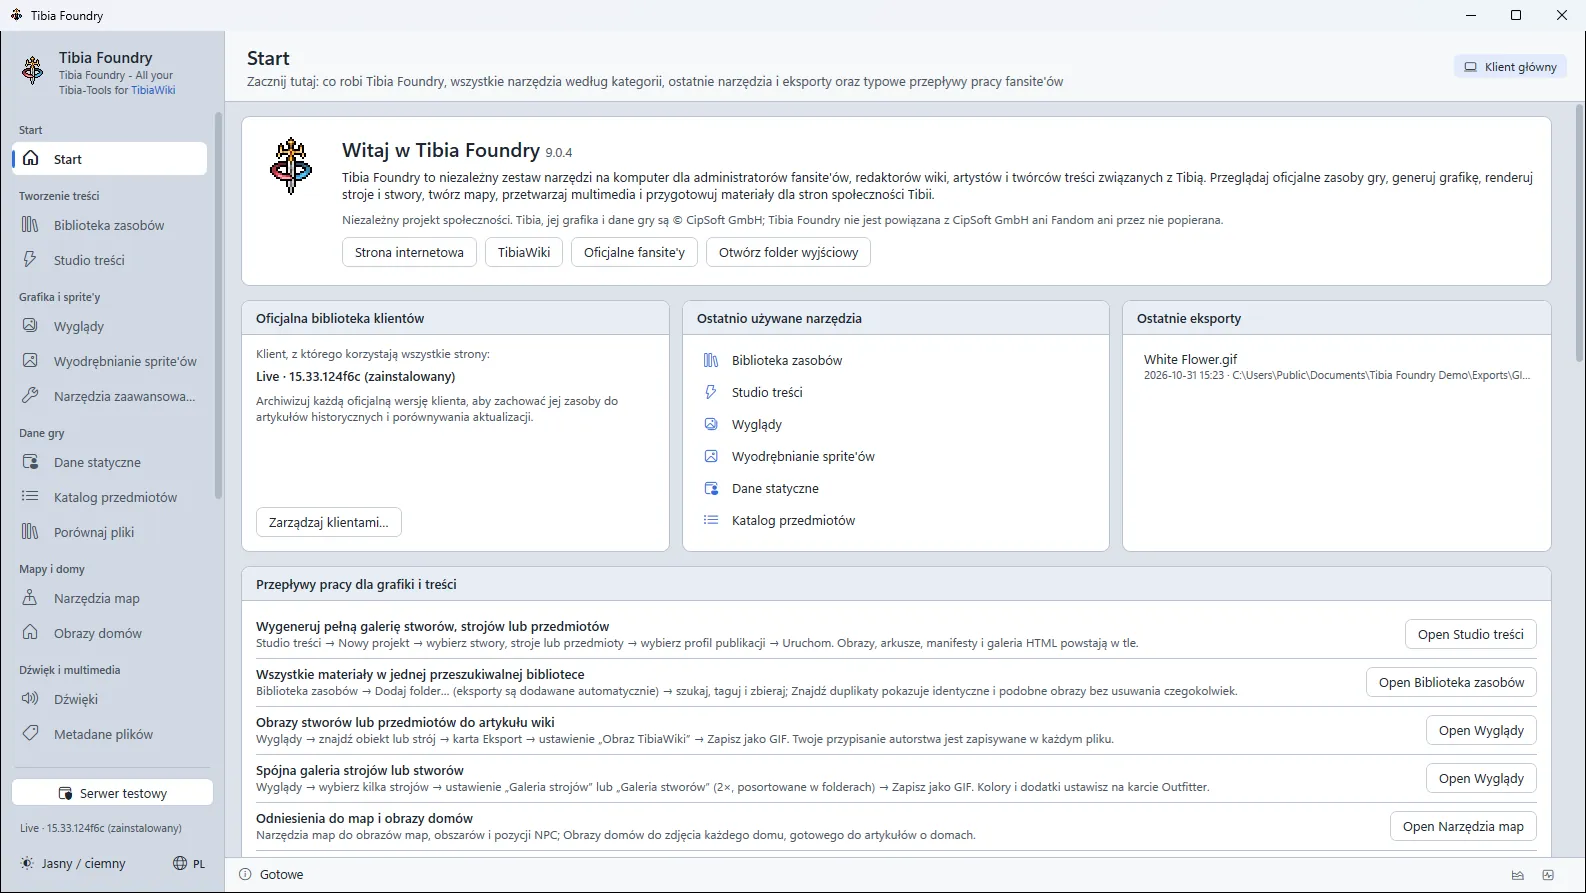 Tibia Foundry
Tibia Foundry
Tibia Foundry - All your
Tibia-Tools for TibiaWiki
Start
Start
Tworzenie treści
Biblioteka zasobów
Studio treści
Grafika i sprite'y
Wyglądy
Wyodrębnianie sprite'ów
Narzędzia zaawansowa...
Dane gry
Dane statyczne
Katalog przedmiotów
Porównaj pliki
Mapy i domy
Narzędzia map
Obrazy domów
Dźwięk i multimedia
Dźwięki
Metadane plików
Serwer testowy
Live · 15.33.124f6c (zainstalowany)
Jasny / ciemny
PL
Start
Zacznij tutaj: co robi Tibia Foundry, wszystkie narzędzia według kategorii, ostatnie narzędzia i eksporty oraz typowe przepływy pracy fansite'ów
Klient główny
Witaj w Tibia Foundry 9.0.4
Tibia Foundry to niezależny zestaw narzędzi na komputer dla administratorów fansite'ów, redaktorów wiki, artystów i twórców treści związanych z Tibią. Przeglądaj oficjalne zasoby gry, generuj grafikę, renderuj
stroje i stwory, twórz mapy, przetwarzaj multimedia i przygotowuj materiały dla stron społeczności Tibii.
Niezależny projekt społeczności. Tibia, jej grafika i dane gry są © CipSoft GmbH; Tibia Foundry nie jest powiązana z CipSoft GmbH ani Fandom ani przez nie popierana.
Strona internetowa
TibiaWiki
Oficjalne fansite'y
Otwórz folder wyjściowy
Oficjalna biblioteka klientów
Klient, z którego korzystają wszystkie strony:
Live · 15.33.124f6c (zainstalowany)
Archiwizuj każdą oficjalną wersję klienta, aby zachować jej zasoby do
artykułów historycznych i porównywania aktualizacji.
Zarządzaj klientami...
Ostatnio używane narzędzia
Biblioteka zasobów
Studio treści
Wyglądy
Wyodrębnianie sprite'ów
Dane statyczne
Katalog przedmiotów
Ostatnie eksporty
White Flower.gif
2026-10-31 15:23 · C:\Users\Public\Documents\Tibia Foundry Demo\Exports\Gl...
Przepływy pracy dla grafiki i treści
Wygeneruj pełną galerię stworów, strojów lub przedmiotów
Studio treści → Nowy projekt → wybierz stwory, stroje lub przedmioty → wybierz profil publikacji → Uruchom. Obrazy, arkusze, manifesty i galeria HTML powstają w tle.
Open Studio treści
Wszystkie materiały w jednej przeszukiwalnej bibliotece
Biblioteka zasobów → Dodaj folder... (eksporty są dodawane automatycznie) → szukaj, taguj i zbieraj; Znajdź duplikaty pokazuje identyczne i podobne obrazy bez usuwania czegokolwiek.
Open Biblioteka zasobów
Obrazy stworów lub przedmiotów do artykułu wiki
Wyglądy → znajdź obiekt lub strój → karta Eksport → ustawienie „Obraz TibiaWiki” → Zapisz jako GIF. Twoje przypisanie autorstwa jest zapisywane w każdym pliku.
Open Wyglądy
Spójna galeria strojów lub stworów
Wyglądy → wybierz kilka strojów → ustawienie „Galeria strojów” lub „Galeria stworów” (2×, posortowane w folderach) → Zapisz jako GIF. Kolory i dodatki ustawisz na karcie Outfitter.
Open Wyglądy
Odniesienia do map i obrazy domów
Narzędzia map do obrazów map, obszarów i pozycji NPC; Obrazy domów do zdjęcia każdego domu, gotowego do artykułów o domach.
Open Narzędzia map
Gotowe